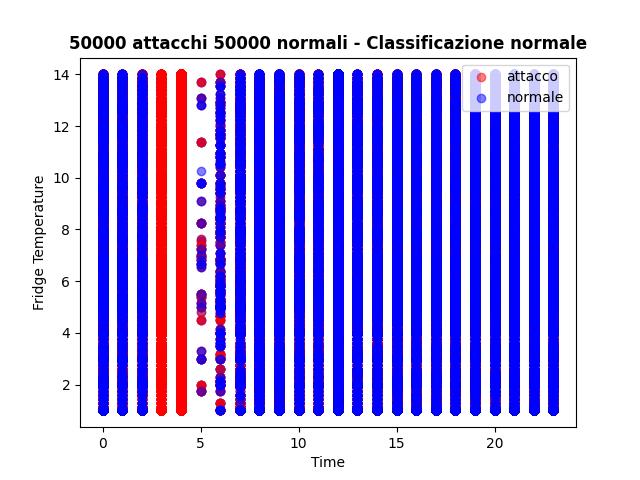 50000 attacchi 50000 normali - Classificazione normale
14
12
10
8
6
4
2
Fridge Temperature
attacco
normale
0
5
10
15
20
Time